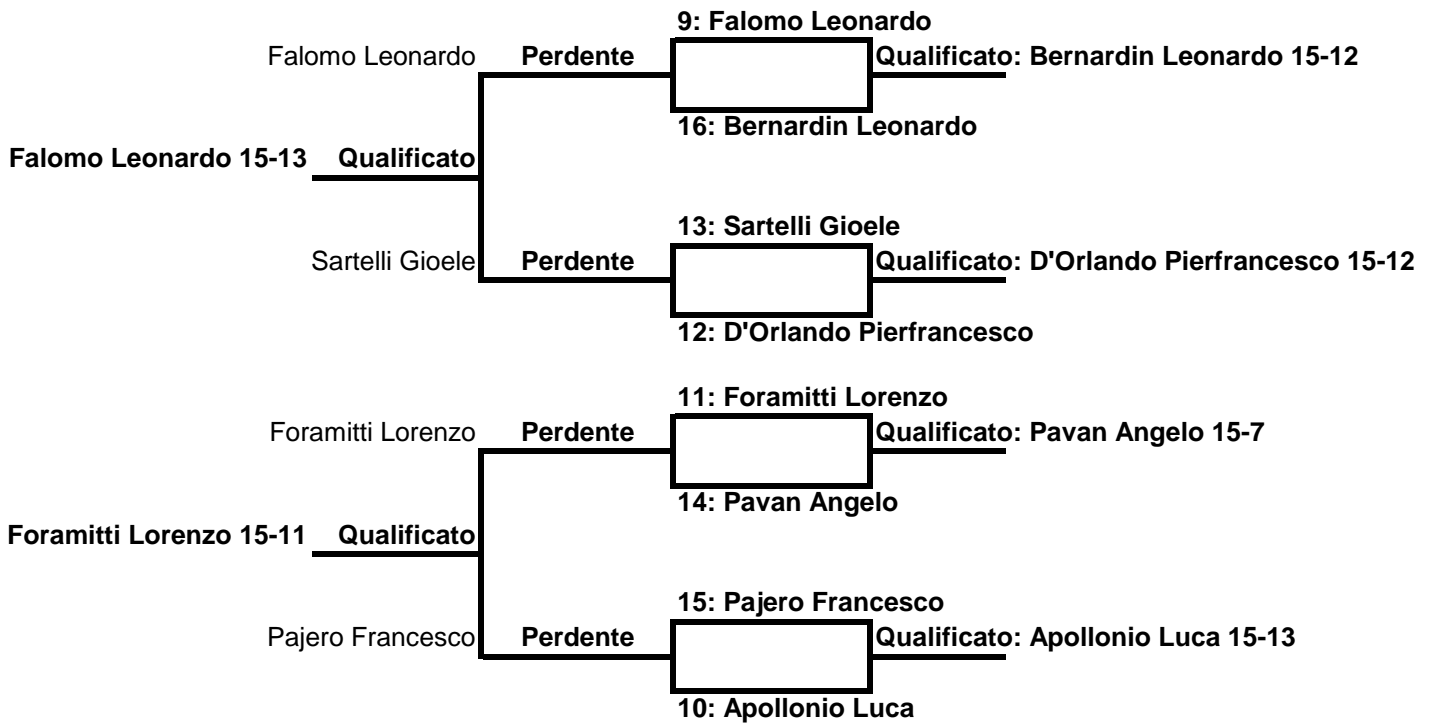 9: Falomo Leonardo
Falomo Leonardo Perdente Qualificato: Bernardin Leonardo 15-12
16: Bernardin Leonardo
Falomo Leonardo 15-13 Qualificato
13: Sartelli Gioele
Sartelli Gioele Perdente Qualificato: D'Orlando Pierfrancesco 15-12
12: D'Orlando Pierfrancesco
11: Foramitti Lorenzo
Foramitti Lorenzo Perdente Qualificato: Pavan Angelo 15-7
14: Pavan Angelo
Foramitti Lorenzo 15-11 Qualificato
15: Pajero Francesco
Pajero Francesco Perdente Qualificato: Apollonio Luca 15-13
10: Apollonio Luca